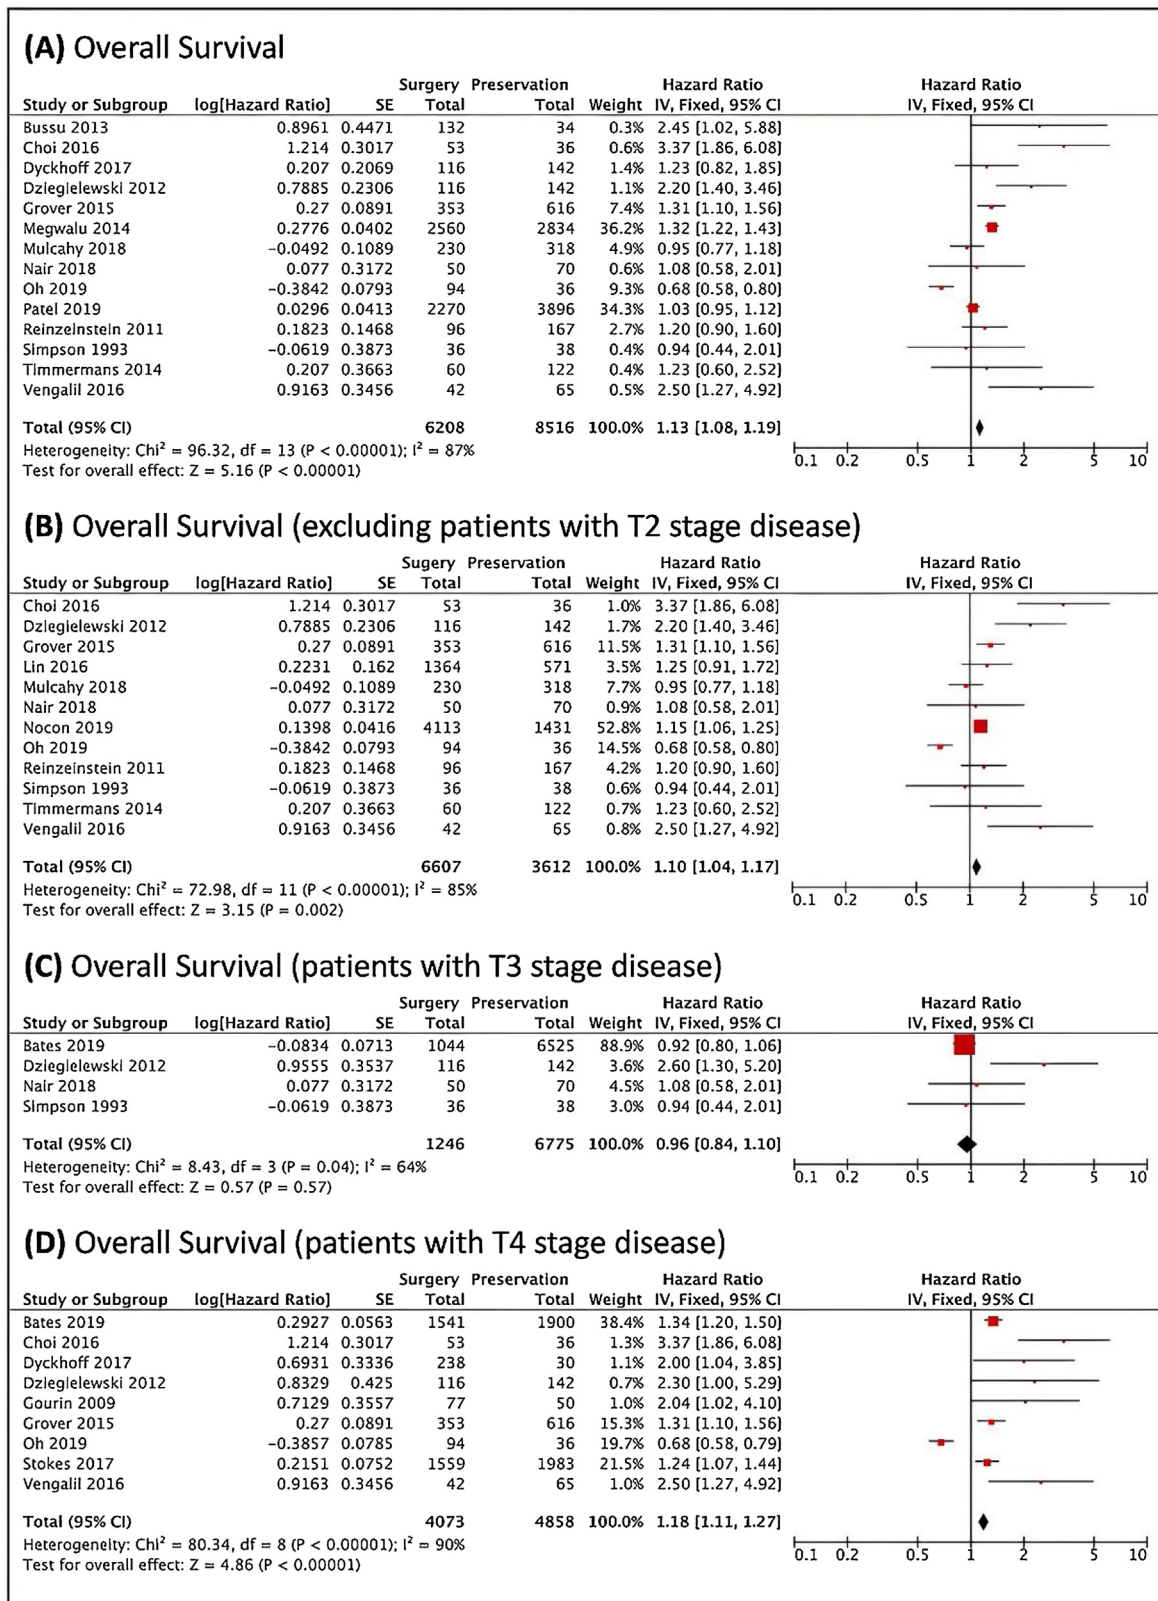 (A) Overall Survival
Surgery Preservation Hazard Ratio Hazard Ratio
Study or Subgroup log[Hazard Ratio] SE Total Total Weight IV, Fixed, 95% CI IV, Fixed, 95% CI
Bussu 2013 0.8961 0.4471 132 34 0.3% 2.45 [1.02, 5.88]
Choi 2016 1.214 0.3017 53 36 0.6% 3.37 [1.86, 6.08]
Dyckhoff 2017 0.207 0.2069 116 142 1.4% 1.23 [0.82, 1.85]
Dziegielewski 2012 0.7885 0.2306 116 142 1.1% 2.20 [1.40, 3.46]
Grover 2015 0.27 0.0891 353 616 7.4% 1.31 [1.10, 1.56]
Megwalu 2014 0.2776 0.0402 2560 2834 36.2% 1.32 [1.22, 1.43]
Mulcahy 2018 -0.0492 0.1089 230 318 4.9% 0.95 [0.77, 1.18]
Nair 2018 0.077 0.3172 50 70 0.6% 1.08 [0.58, 2.01]
Oh 2019 -0.3842 0.0793 94 36 9.3% 0.68 [0.58, 0.80]
Patel 2019 0.0296 0.0413 2270 3896 34.3% 1.03 [0.95, 1.12]
Reinzeinstein 2011 0.1823 0.1468 96 167 2.7% 1.20 [0.90, 1.60]
Simpson 1993 -0.0619 0.3873 36 38 0.4% 0.94 [0.44, 2.01]
Timmermans 2014 0.207 0.3663 60 122 0.4% 1.23 [0.60, 2.52]
Vengalil 2016 0.9163 0.3456 42 65 0.5% 2.50 [1.27, 4.92]
Total (95% CI) 6208 8516 100.0% 1.13 [1.08, 1.19]
Heterogeneity: Chi² = 96.32, df = 13 (P < 0.00001); I² = 87%
Test for overall effect: Z = 5.16 (P < 0.00001)
0.1 0.2 0.5 1 2 5 10
(B) Overall Survival (excluding patients with T2 stage disease)
Sugery Preservation Hazard Ratio Hazard Ratio
Study or Subgroup log[Hazard Ratio] SE Total Total Weight IV, Fixed, 95% CI IV, Fixed, 95% CI
Choi 2016 1.214 0.3017 53 36 1.0% 3.37 [1.86, 6.08]
Dziegielewski 2012 0.7885 0.2306 116 142 1.7% 2.20 [1.40, 3.46]
Grover 2015 0.27 0.0891 353 616 11.5% 1.31 [1.10, 1.56]
Lin 2016 0.2231 0.162 1364 571 3.5% 1.25 [0.91, 1.72]
Mulcahy 2018 -0.0492 0.1089 230 318 7.7% 0.95 [0.77, 1.18]
Nair 2018 0.077 0.3172 50 70 0.9% 1.08 [0.58, 2.01]
Nocon 2019 0.1398 0.0416 4113 1431 52.8% 1.15 [1.06, 1.25]
Oh 2019 -0.3842 0.0793 94 36 14.5% 0.68 [0.58, 0.80]
Reinzeinstein 2011 0.1823 0.1468 96 167 4.2% 1.20 [0.90, 1.60]
Simpson 1993 -0.0619 0.3873 36 38 0.6% 0.94 [0.44, 2.01]
Timmermans 2014 0.207 0.3663 60 122 0.7% 1.23 [0.60, 2.52]
Vengalil 2016 0.9163 0.3456 42 65 0.8% 2.50 [1.27, 4.92]
Total (95% CI) 6607 3612 100.0% 1.10 [1.04, 1.17]
Heterogeneity: Chi² = 72.98, df = 11 (P < 0.00001); I² = 85%
Test for overall effect: Z = 3.15 (P = 0.002)
0.1 0.2 0.5 1 2 5 10
(C) Overall Survival (patients with T3 stage disease)
Surgery Preservation Hazard Ratio Hazard Ratio
Study or Subgroup log[Hazard Ratio] SE Total Total Weight IV, Fixed, 95% CI IV, Fixed, 95% CI
Bates 2019 -0.0834 0.0713 1044 6525 88.9% 0.92 [0.80, 1.06]
Dziegielewski 2012 0.9555 0.3537 116 142 3.6% 2.60 [1.30, 5.20]
Nair 2018 0.077 0.3172 50 70 4.5% 1.08 [0.58, 2.01]
Simpson 1993 -0.0619 0.3873 36 38 3.0% 0.94 [0.44, 2.01]
Total (95% CI) 1246 6775 100.0% 0.96 [0.84, 1.10]
Heterogeneity: Chi² = 8.43, df = 3 (P = 0.04); I² = 64%
Test for overall effect: Z = 0.57 (P = 0.57)
0.1 0.2 0.5 1 2 5 10
(D) Overall Survival (patients with T4 stage disease)
Surgery Preservation Hazard Ratio Hazard Ratio
Study or Subgroup log[Hazard Ratio] SE Total Total Weight IV, Fixed, 95% CI IV, Fixed, 95% CI
Bates 2019 0.2927 0.0563 1541 1900 38.4% 1.34 [1.20, 1.50]
Choi 2016 1.214 0.3017 53 36 1.3% 3.37 [1.86, 6.08]
Dyckhoff 2017 0.6931 0.3336 238 30 1.1% 2.00 [1.04, 3.85]
Dziegielewski 2012 0.8329 0.425 116 142 0.7% 2.30 [1.00, 5.29]
Gourin 2009 0.7129 0.3557 77 50 1.0% 2.04 [1.02, 4.10]
Grover 2015 0.27 0.0891 353 616 15.3% 1.31 [1.10, 1.56]
Oh 2019 -0.3857 0.0785 94 36 19.7% 0.68 [0.58, 0.79]
Stokes 2017 0.2151 0.0752 1559 1983 21.5% 1.24 [1.07, 1.44]
Vengalil 2016 0.9163 0.3456 42 65 1.0% 2.50 [1.27, 4.92]
Total (95% CI) 4073 4858 100.0% 1.18 [1.11, 1.27]
Heterogeneity: Chi² = 80.34, df = 8 (P < 0.00001); I² = 90%
Test for overall effect: Z = 4.86 (P < 0.00001)
0.1 0.2 0.5 1 2 5 10